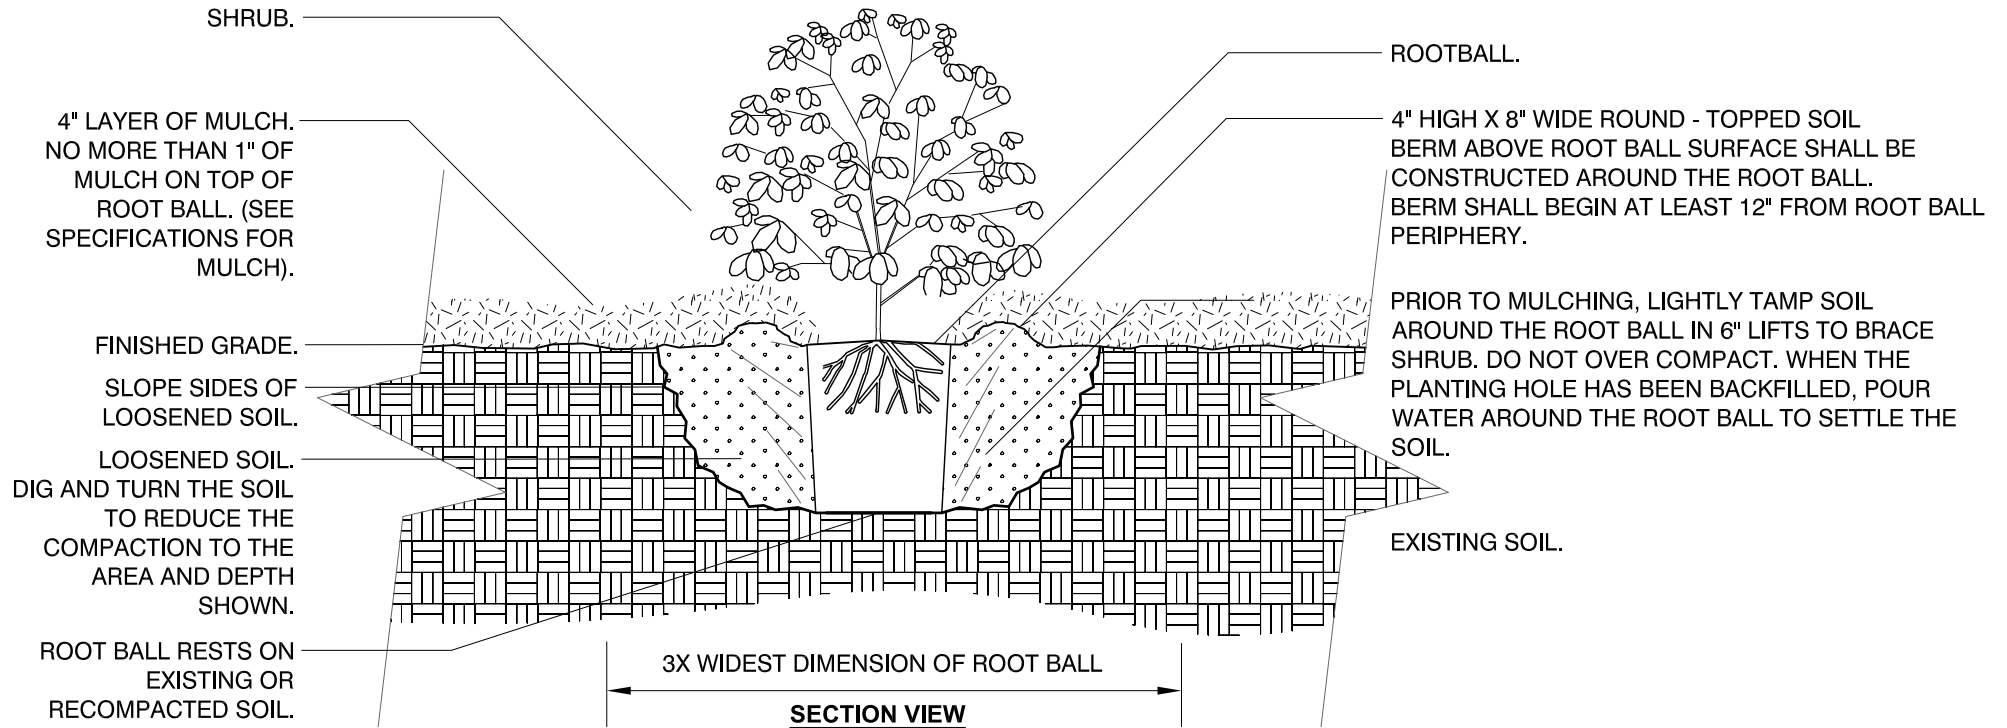 SHRUB.
4" LAYER OF MULCH.
NO MORE THAN 1" OF
MULCH ON TOP OF
ROOT BALL. (SEE
SPECIFICATIONS FOR
MULCH).
FINISHED GRADE.
SLOPE SIDES OF
LOOSENED SOIL.
LOOSENED SOIL.
DIG AND TURN THE SOIL
TO REDUCE THE
COMPACTION TO THE
AREA AND DEPTH
SHOWN.
ROOT BALL RESTS ON
EXISTING OR
RECOMPACTED SOIL.
ROOTBALL.
4" HIGH X 8" WIDE ROUND - TOPPED SOIL
BERM ABOVE ROOT BALL SURFACE SHALL BE
CONSTRUCTED AROUND THE ROOT BALL.
BERM SHALL BEGIN AT LEAST 12" FROM ROOT BALL
PERIPHERY.
PRIOR TO MULCHING, LIGHTLY TAMP SOIL
AROUND THE ROOT BALL IN 6" LIFTS TO BRACE
SHRUB. DO NOT OVER COMPACT. WHEN THE
PLANTING HOLE HAS BEEN BACKFILLED, POUR
WATER AROUND THE ROOT BALL TO SETTLE THE
SOIL.
EXISTING SOIL.
3X WIDEST DIMENSION OF ROOT BALL
SECTION VIEW